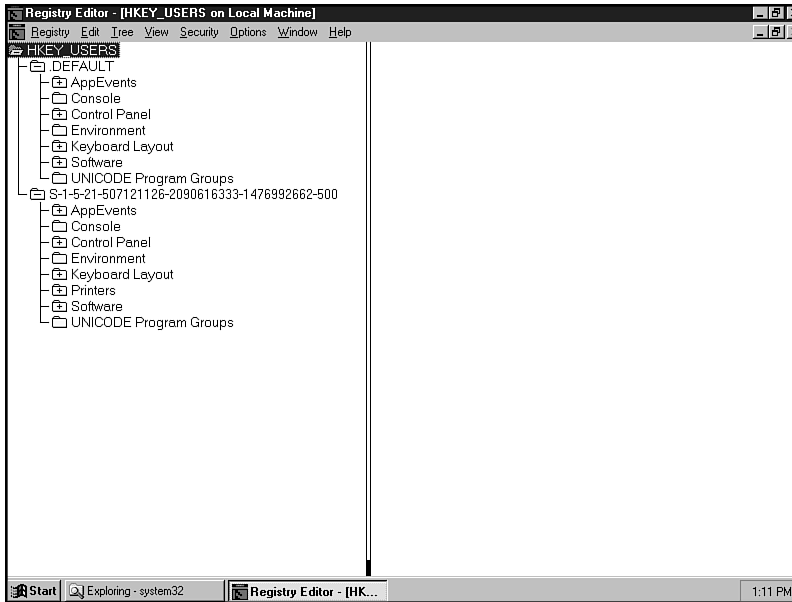 Registry Editor - [HKEY_USERS on Local Machine]
Registry Edit Tree View Security Options Window Help
HKEY_USERS
.DEFAULT
AppEvents
Console
Control Panel
Environment
Keyboard Layout
Software
UNICODE Program Groups
S-1-5-21-507121126-2090616333-1476992662-500
AppEvents
Console
Control Panel
Environment
Keyboard Layout
Printers
Software
UNICODE Program Groups
Start Exploring - system32 Registry Editor - [HK... 1:11 PM